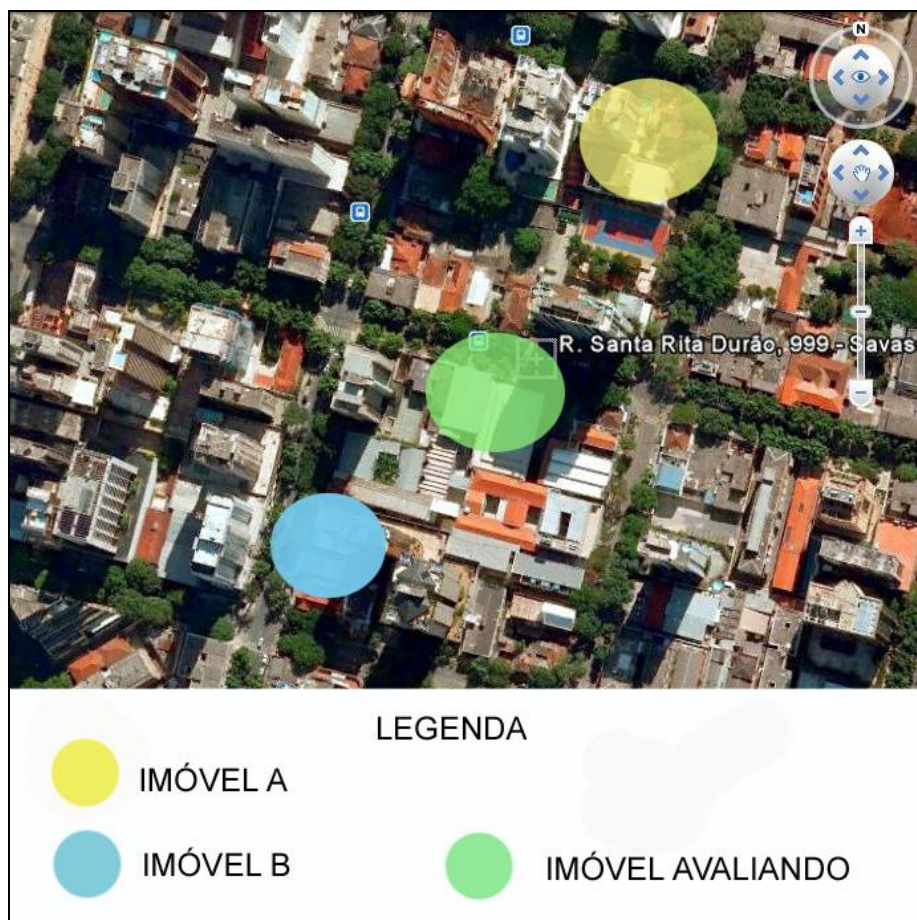 N
R. Santa Rita Durão, 999 - Savas
LEGENDA
IMÓVEL A
IMÓVEL B
IMÓVEL AVALIANDO